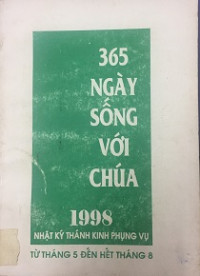 365
NGÀY
SỐNG
VỚI
CHÚA
1998
NHẬT KÝ THÁNH KINH PHỤNG VỤ
TỪ THÁNG 5 ĐẾN HẾT THÁNG 8